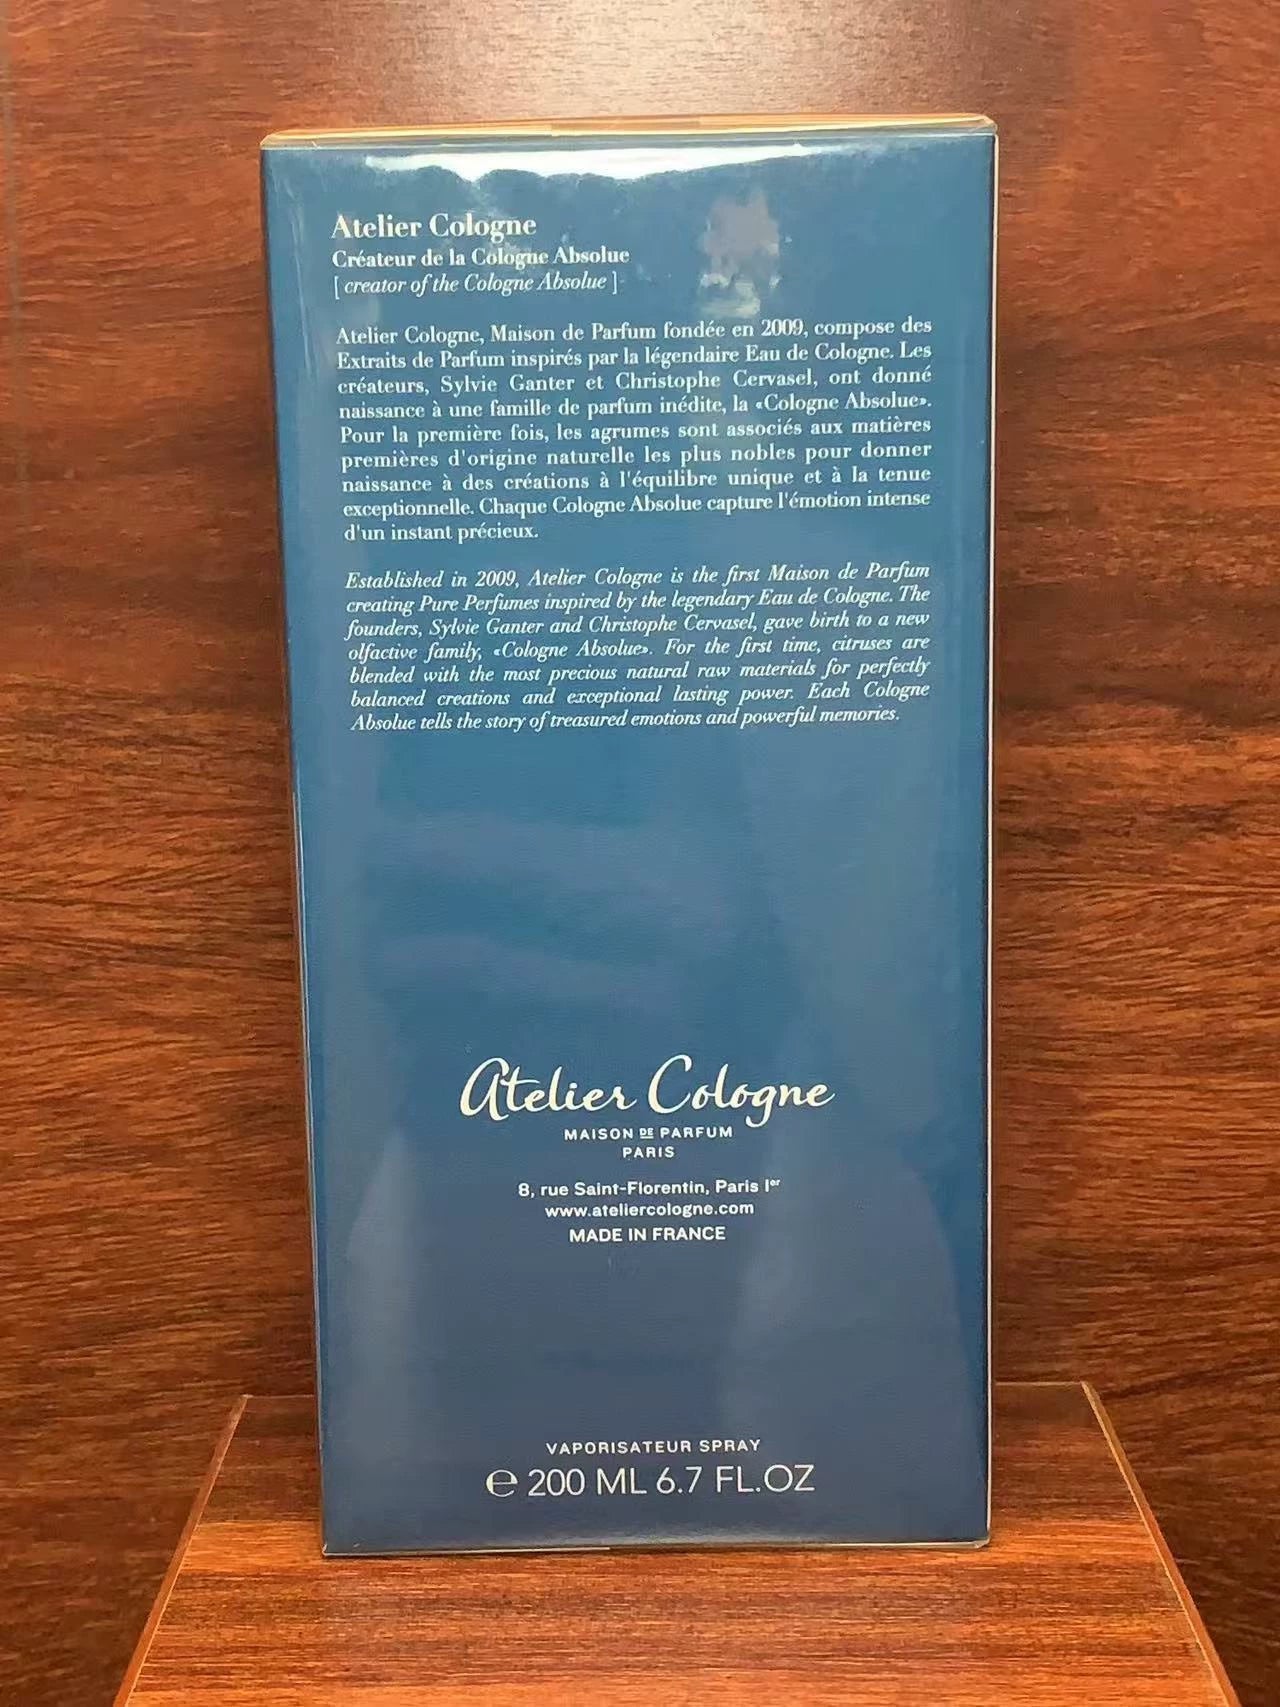 Atelier Cologne
Créateur de la Cologne Absolue
[ creator of the Cologne Absolue ]
Atelier Cologne, Maison de Parfum fondée en 2009, compose des
Extraits de Parfum inspirés par la légendaire Eau de Cologne. Les
créateurs, Sylvie Ganter et Christophe Cervasel, ont donné
naissance à une famille de parfum inédite, la «Cologne Absolue».
Pour la première fois, les agrumes sont associés aux matières
premières d'origine naturelle les plus nobles pour donner
naissance à des créations à l'équilibre unique et à la tenue
exceptionnelle. Chaque Cologne Absolue capture l'émotion intense
d'un instant précieux.
Established in 2009, Atelier Cologne is the first Maison de Parfum
creating Pure Perfumes inspired by the legendary Eau de Cologne. The
founders, Sylvie Ganter and Christophe Cervasel, gave birth to a new
olfactive family, «Cologne Absolue». For the first time, citruses are
blended with the most precious natural raw materials for perfectly
balanced creations and exceptional lasting power. Each Cologne
Absolue tells the story of treasured emotions and powerful memories.
Atelier Cologne
MAISON DE PARFUM
PARIS
8, rue Saint-Florentin, Paris Ier
www.ateliercologne.com
MADE IN FRANCE
VAPORISATEUR SPRAY
℮ 200 ML 6.7 FL.OZ